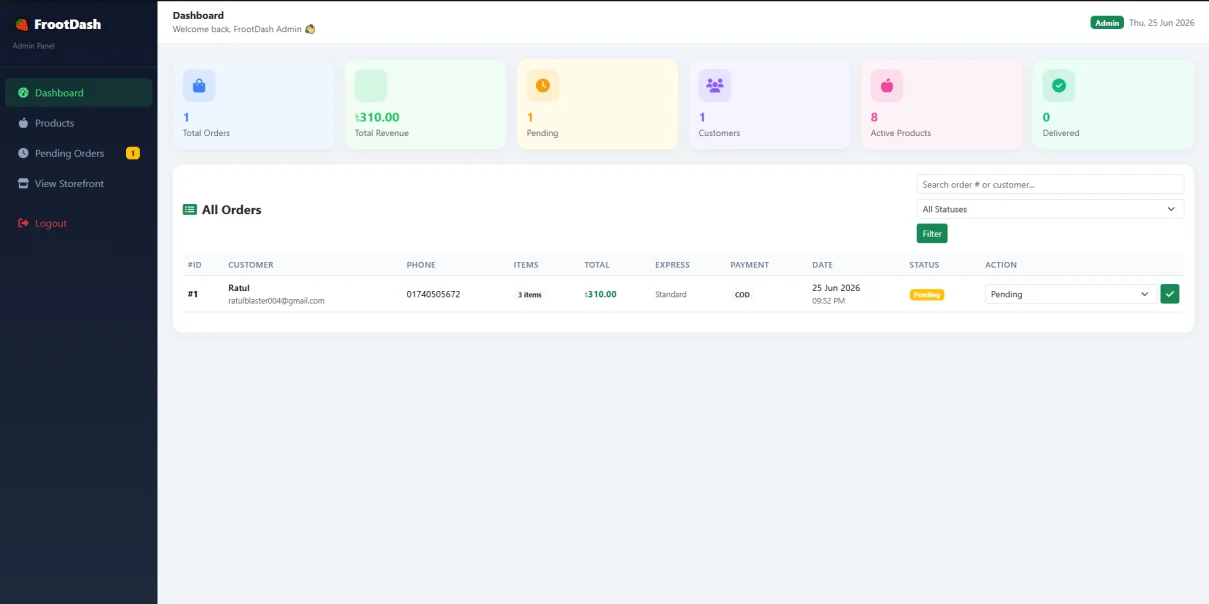 FrootDash
Admin Panel
Dashboard
Products
Pending Orders 1
View Storefront
Logout
Dashboard
Welcome back, FrootDash Admin
Admin Thu, 25 Jun 2026
1
Total Orders
৳310.00
Total Revenue
1
Pending
1
Customers
8
Active Products
0
Delivered
All Orders
Search order # or customer...
All Statuses
Filter
#ID CUSTOMER PHONE ITEMS TOTAL EXPRESS PAYMENT DATE STATUS ACTION
#1 Ratul 01740505672 3 items ৳310.00 Standard COD 25 Jun 2026 Pending Pending
ratulblaster004@gmail.com 09:52 PM